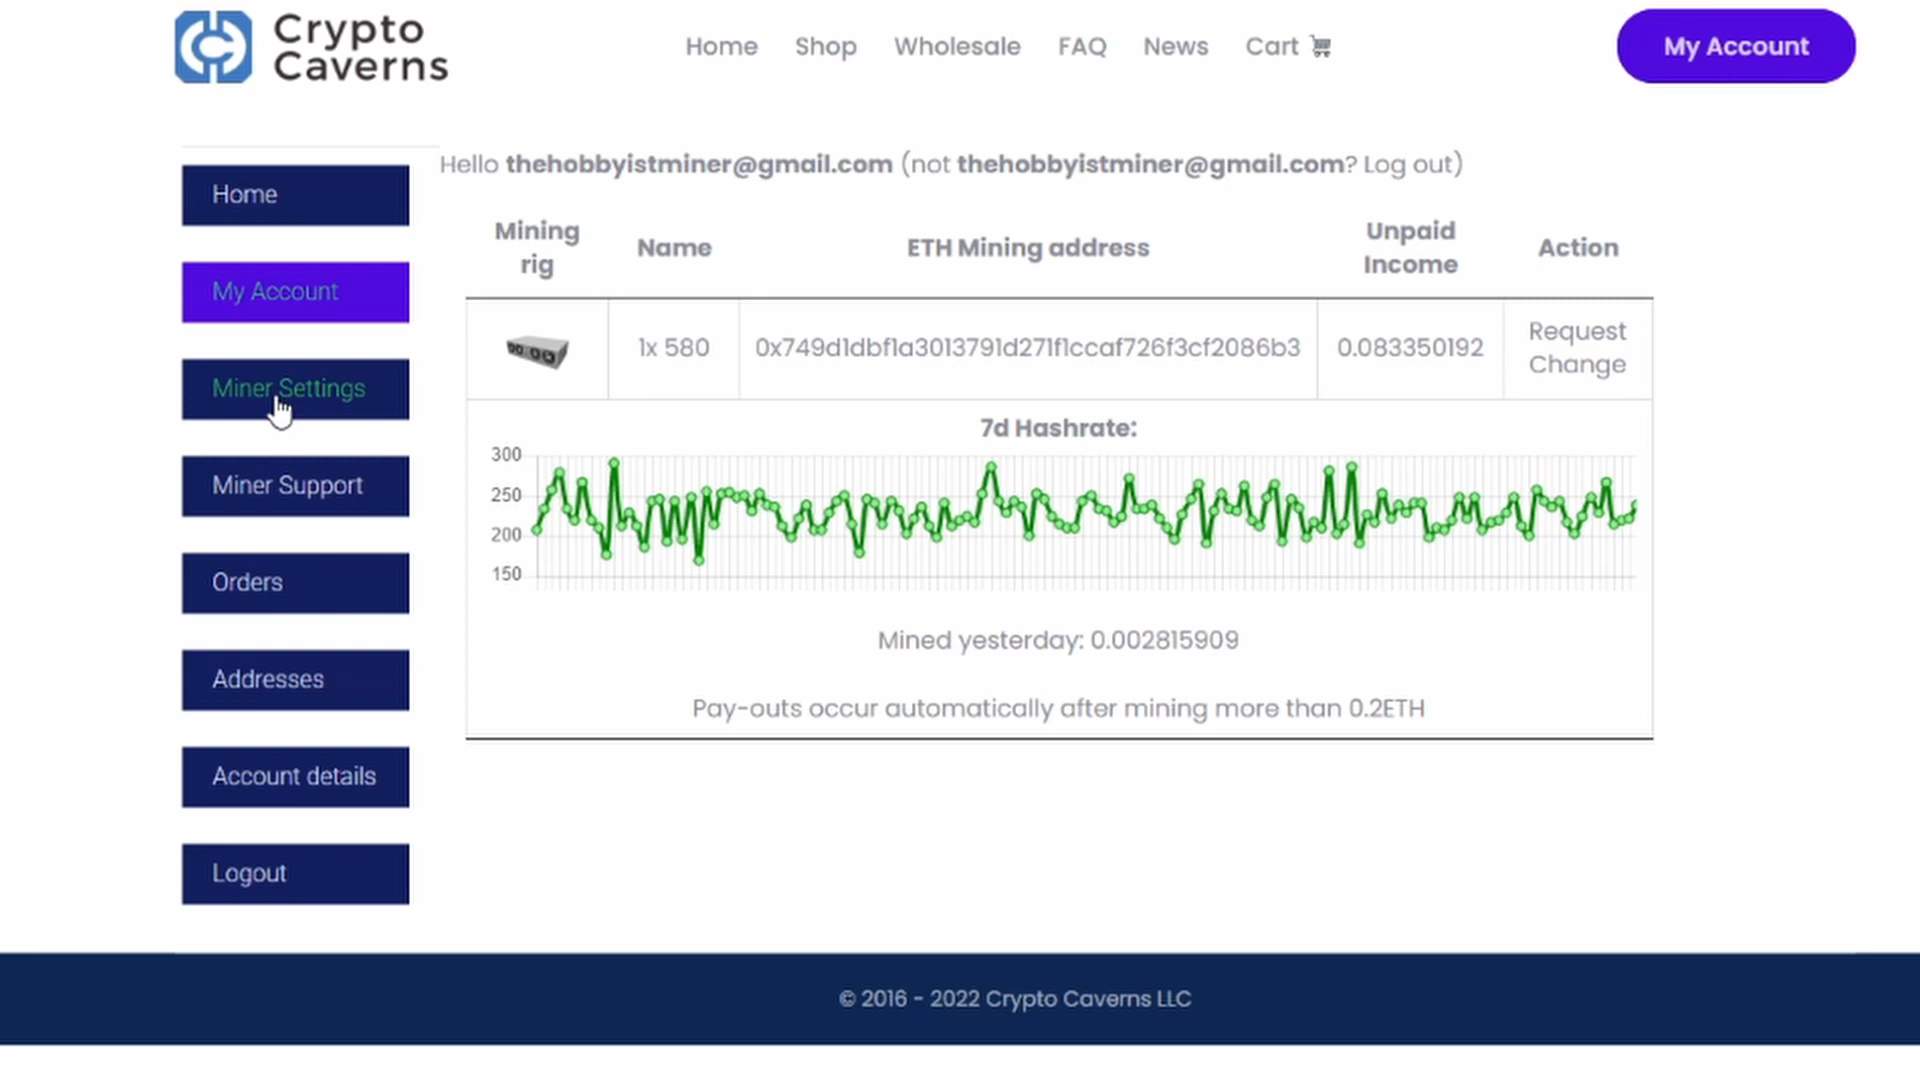 Crypto
Caverns
Home Shop Wholesale FAQ News Cart
My Account
Hello thehobbyistminer@gmail.com (not thehobbyistminer@gmail.com? Log out)
Home
My Account
Miner Settings
Miner Support
Orders
Addresses
Account details
Logout
Mining rig Name ETH Mining address Unpaid Income Action
1x 580 0x749d1dbf1a3013791d271f1ccaf726f3cf2086b3 0.083350192 Request Change
7d Hashrate:
300
250
200
150
Mined yesterday: 0.002815909
Pay-outs occur automatically after mining more than 0.2ETH
© 2016 - 2022 Crypto Caverns LLC